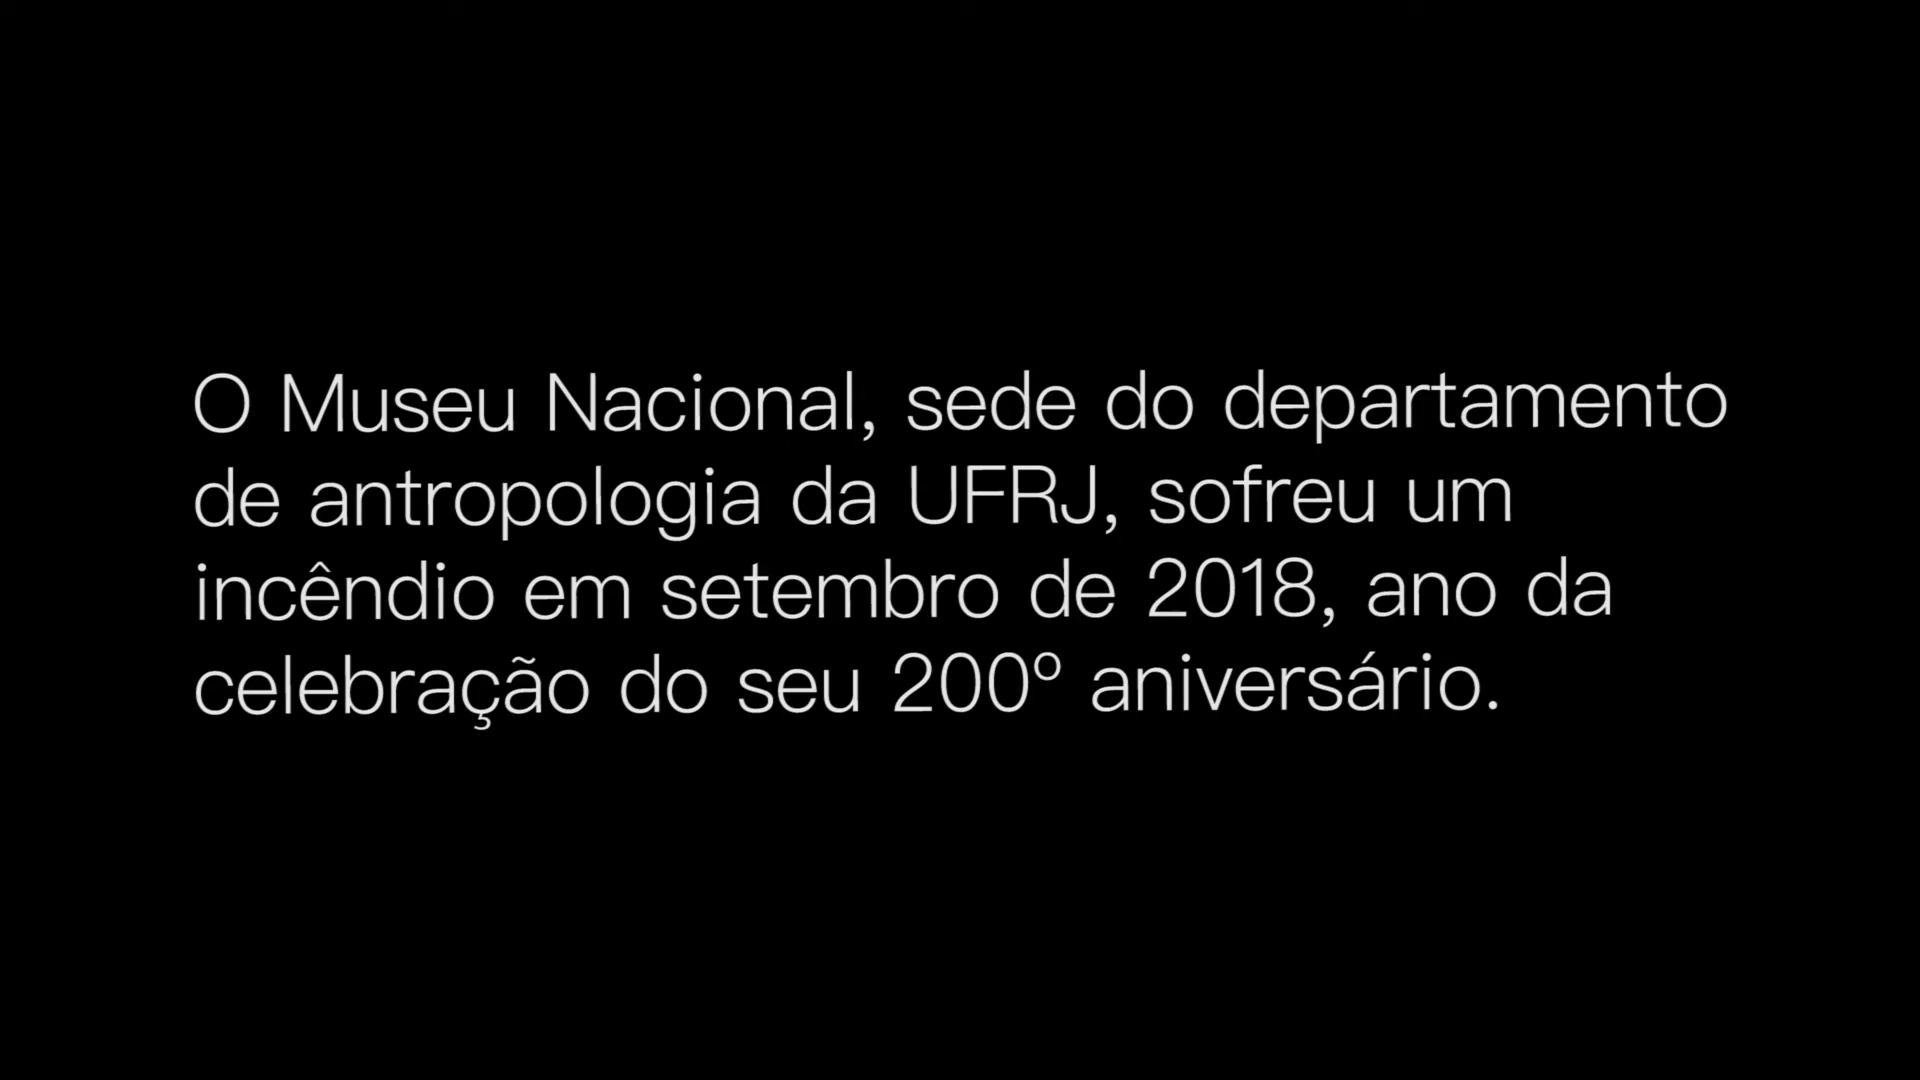 O Museu Nacional, sede do departamento
de antropologia da UFRJ, sofreu um
incêndio em setembro de 2018, ano da
celebração do seu 200º aniversário.